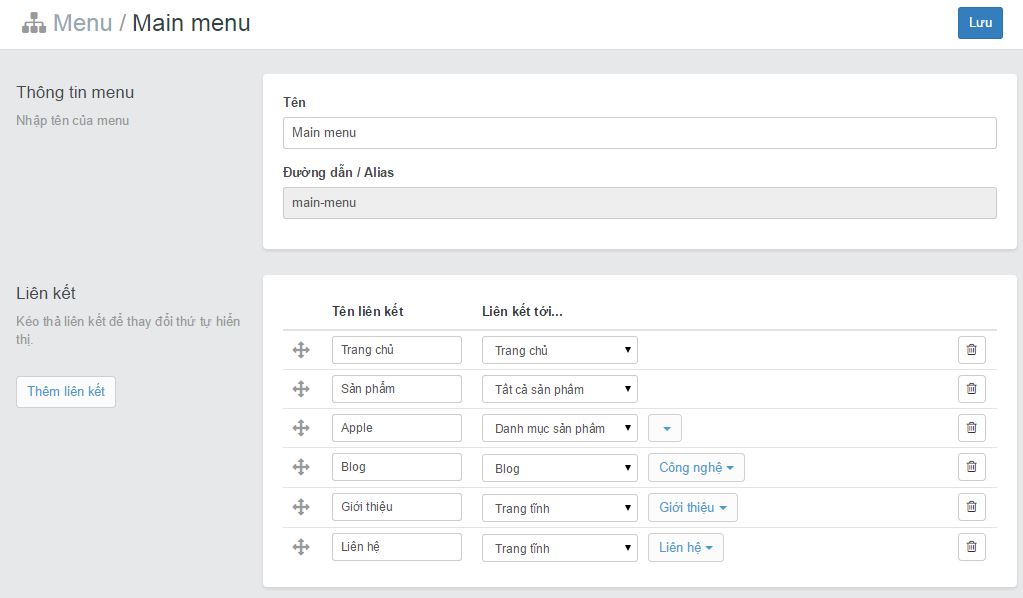 Menu / Main menu
Lưu
Thông tin menu
Nhập tên của menu
Tên
Main menu
Đường dẫn / Alias
main-menu
Liên kết
Kéo thả liên kết để thay đổi thứ tự hiển
thị.
Thêm liên kết
Tên liên kết Liên kết tới...
Trang chủ Trang chủ
Sản phẩm Tất cả sản phẩm
Apple Danh mục sản phẩm
Blog Blog Công nghệ
Giới thiệu Trang tĩnh Giới thiệu
Liên hệ Trang tĩnh Liên hệ